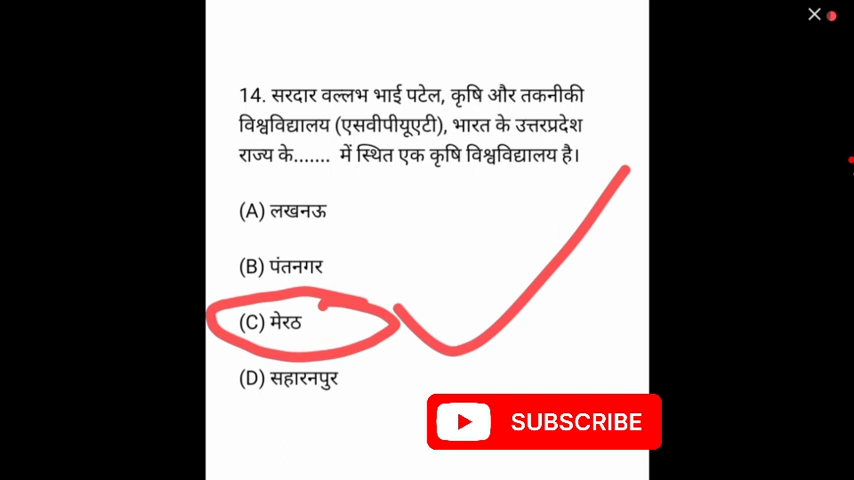 14. सरदार वल्लभ भाई पटेल, कृषि और तकनीकी
विश्वविद्यालय (एसवीपीयूएटी), भारत के उत्तरप्रदेश
राज्य के....... में स्थित एक कृषि विश्वविद्यालय है।
(A) लखनऊ
(B) पंतनगर
(C) मेरठ
(D) सहारनपुर
SUBSCRIBE